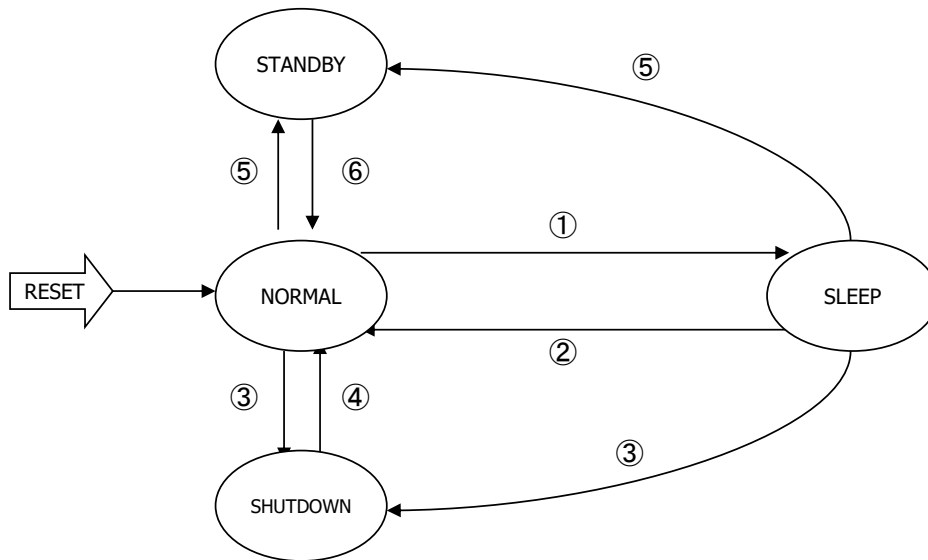 STANDBY
⑤
⑤
⑥
①
RESET
NORMAL
SLEEP
②
③
④
③
SHUTDOWN